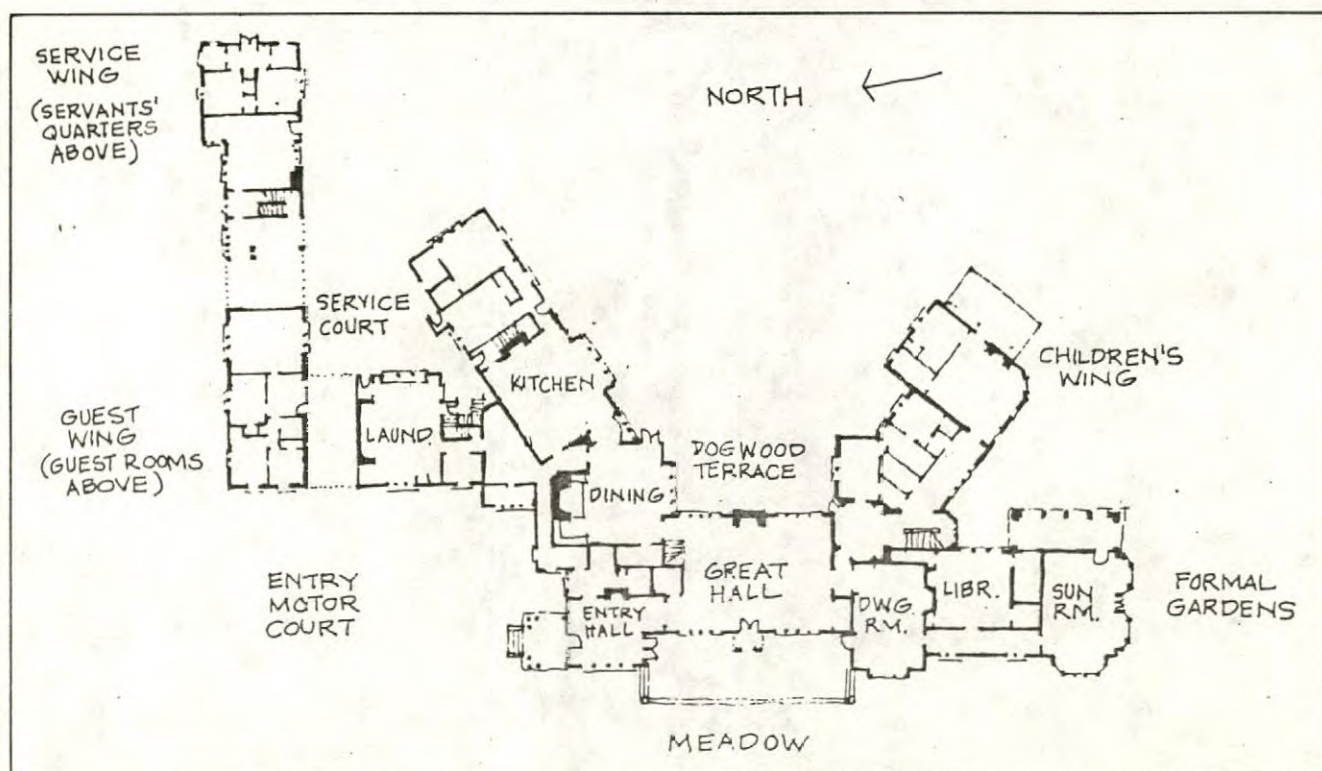 SERVICE
WING
(SERVANTS'
QUARTERS
ABOVE)
NORTH
SERVICE
COURT
KITCHEN
CHILDREN'S
WING
GUEST
WING
(GUEST ROOMS
ABOVE)
LAUND.
DINING
DOGWOOD
TERRACE
ENTRY
MOTOR
COURT
ENTRY
HALL
GREAT
HALL
DWG
RM.
LIBR.
SUN
RM.
FORMAL
GARDENS
MEADOW